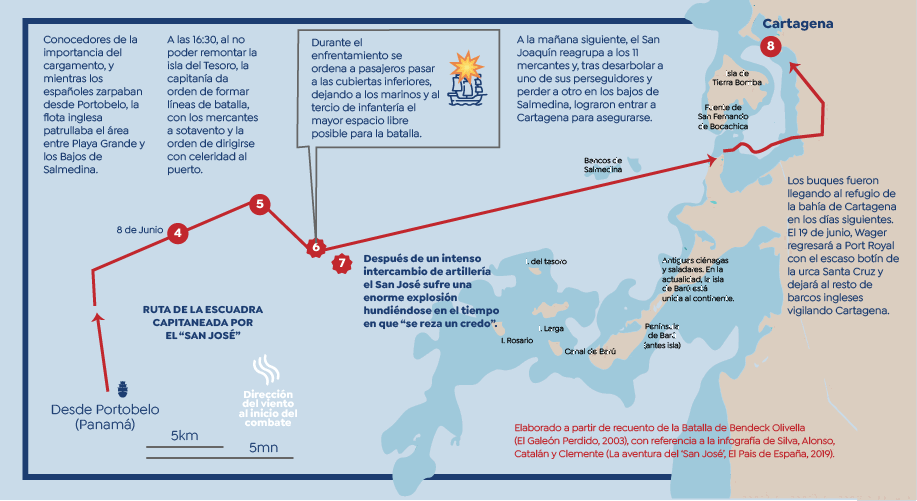 Cartagena
8
Conocedores de la
importancia del
cargamento, y
mientras los
españoles zarpaban
desde Portobelo, la
flota inglesa
patrullaba el área
entre Playa Grande y
los Bajos de
Salmedina.
A las 16:30, al no
poder remontar la
isla del Tesoro, la
capitanía da
orden de formar
líneas de batalla,
con los mercantes
a sotavento y la
orden de dirigirse
con celeridad al
puerto.
Durante el
enfrentamiento se
ordena a pasajeros pasar
a las cubiertas inferiores,
dejando a los marinos y al
tercio de infantería el
mayor espacio libre
posible para la batalla.
A la mañana siguiente, el San
Joaquín reagrupa a los 11
mercantes y, tras desarbolar a
uno de sus perseguidores y
perder a otro en los bajos de
Salmedina, lograron entrar a
Cartagena para asegurarse.
Isla de
Tierra Bomba
Fuerte de
San Fernando
de Bocachica
Bancos de
Salmedina
Los buques fueron
llegando al refugio de
la bahía de Cartagena
en los días siguientes.
El 19 de junio, Wager
regresará a Port Royal
con el escaso botín de
la urca Santa Cruz y
dejará al resto de
barcos ingleses
vigilando Cartagena.
8 de Junio
4
5
6
7
Después de un intenso
intercambio de artillería
el San José sufre una
enorme explosión
hundiéndose en el tiempo
en que “se reza un credo”.
I. del tasoro
Antiguas ciénagas
y saladares. En la
actualidad, la isla
de Barú está
unida al continente.
I. Larga
I. Rosario
Canal de Barú
Península
de Barú
(antes isla)
RUTA DE LA ESCUADRA
CAPITANEADA POR
EL “SAN JOSÉ”
Dirección
del viento
al inicio del
combate
Desde Portobelo
(Panamá)
5km
5mn
Elaborado a partir de recuento de la Batalla de Bendeck Olivella
(El Galeón Perdido, 2003), con referencia a la infografía de Silva, Alonso,
Catalán y Clemente (La aventura del ‘San José’, El País de España, 2019).